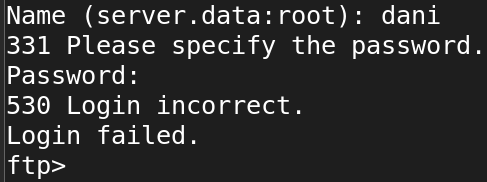 Name (server.data:root): dani
331 Please specify the password.
Password:
530 Login incorrect.
Login failed.
ftp>